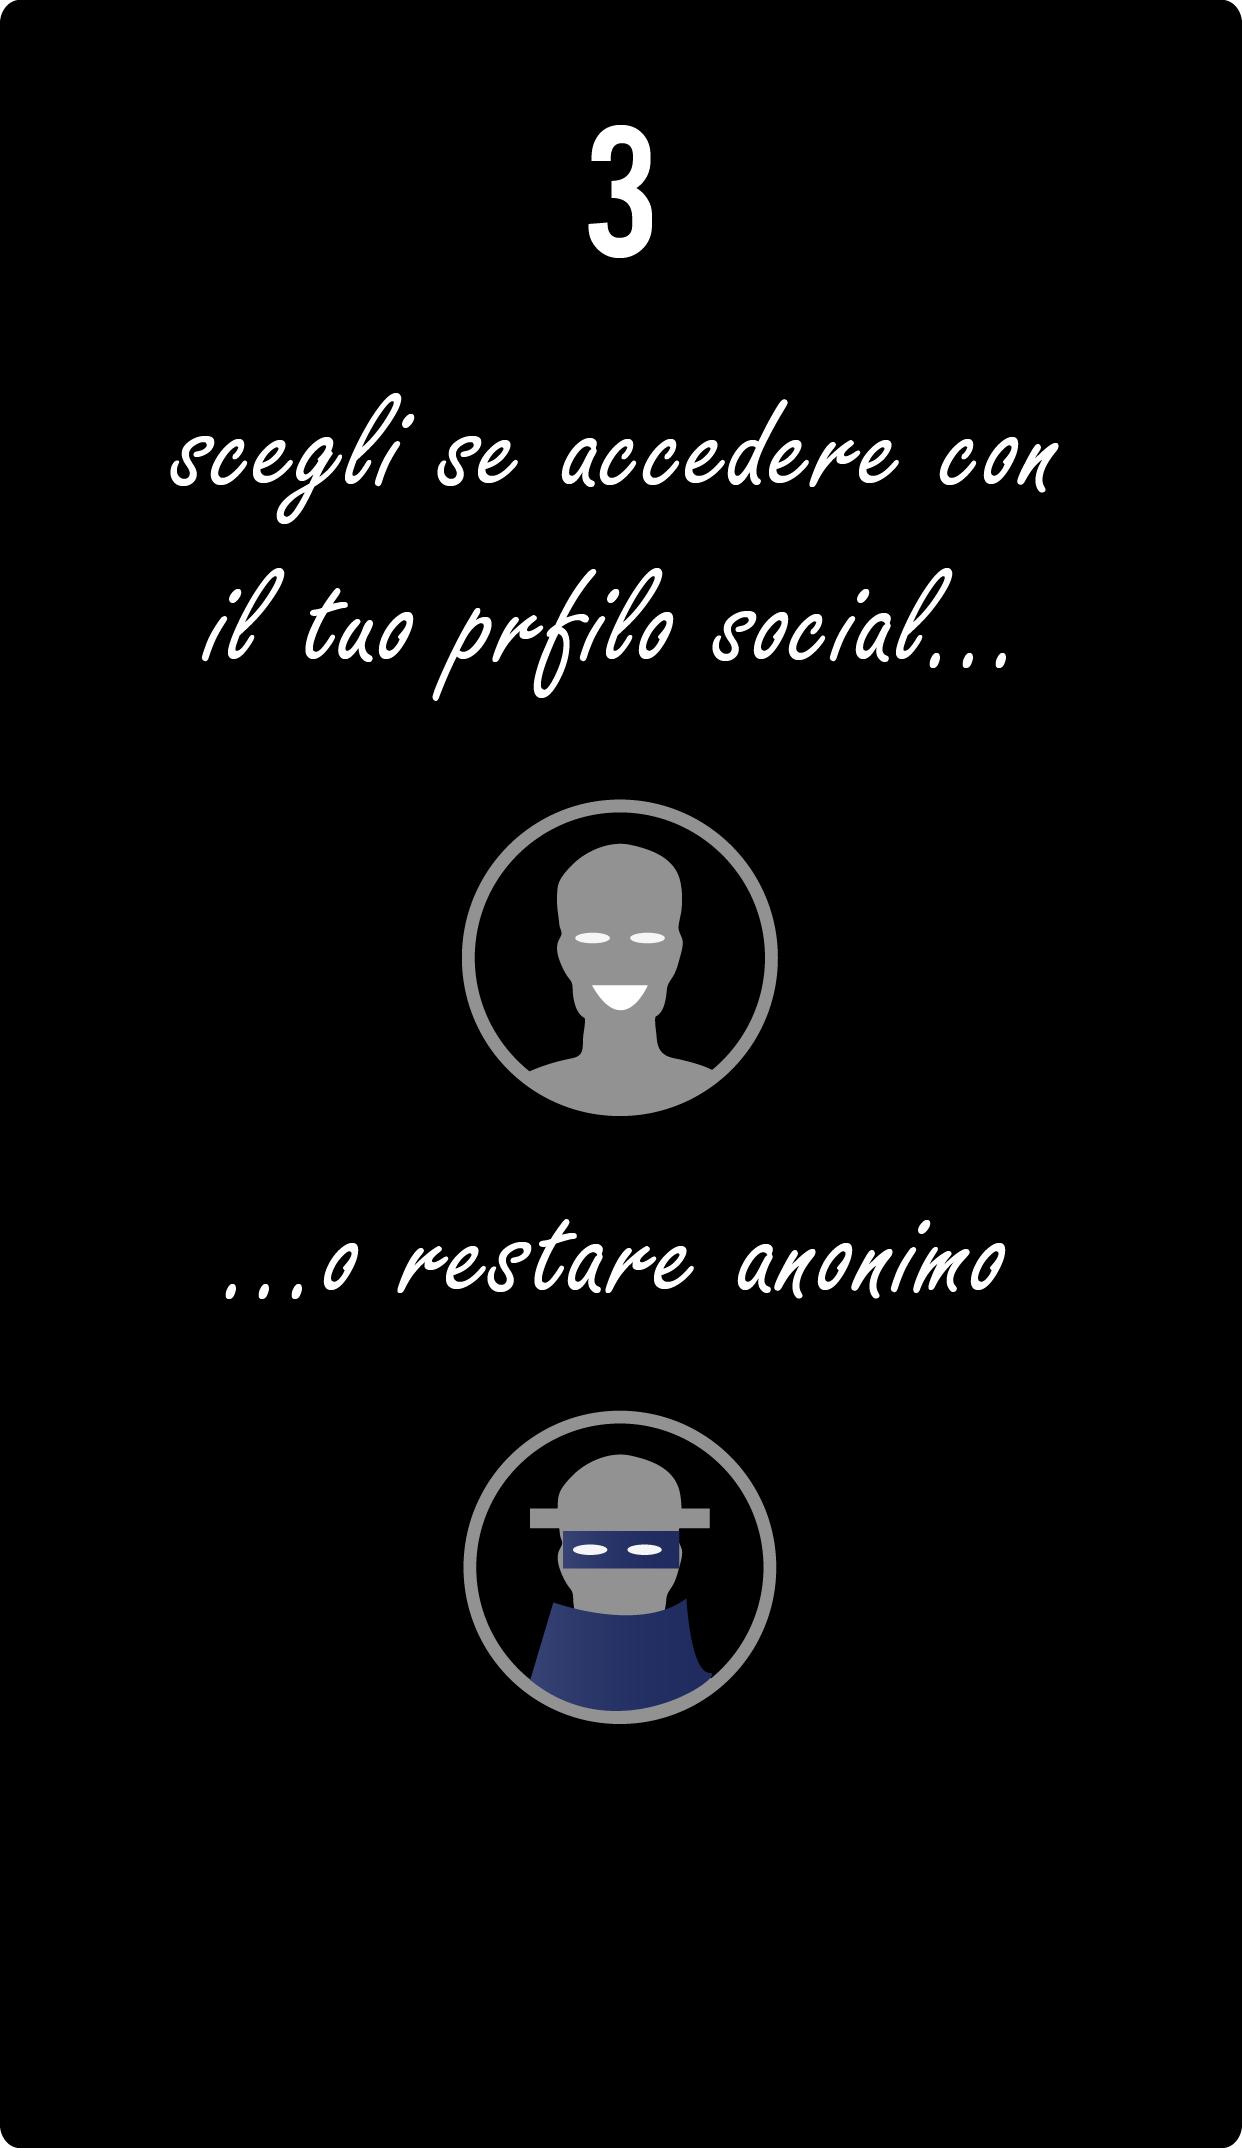 3
scegli se accedere con
il tuo prfilo social...
...o restare anonimo